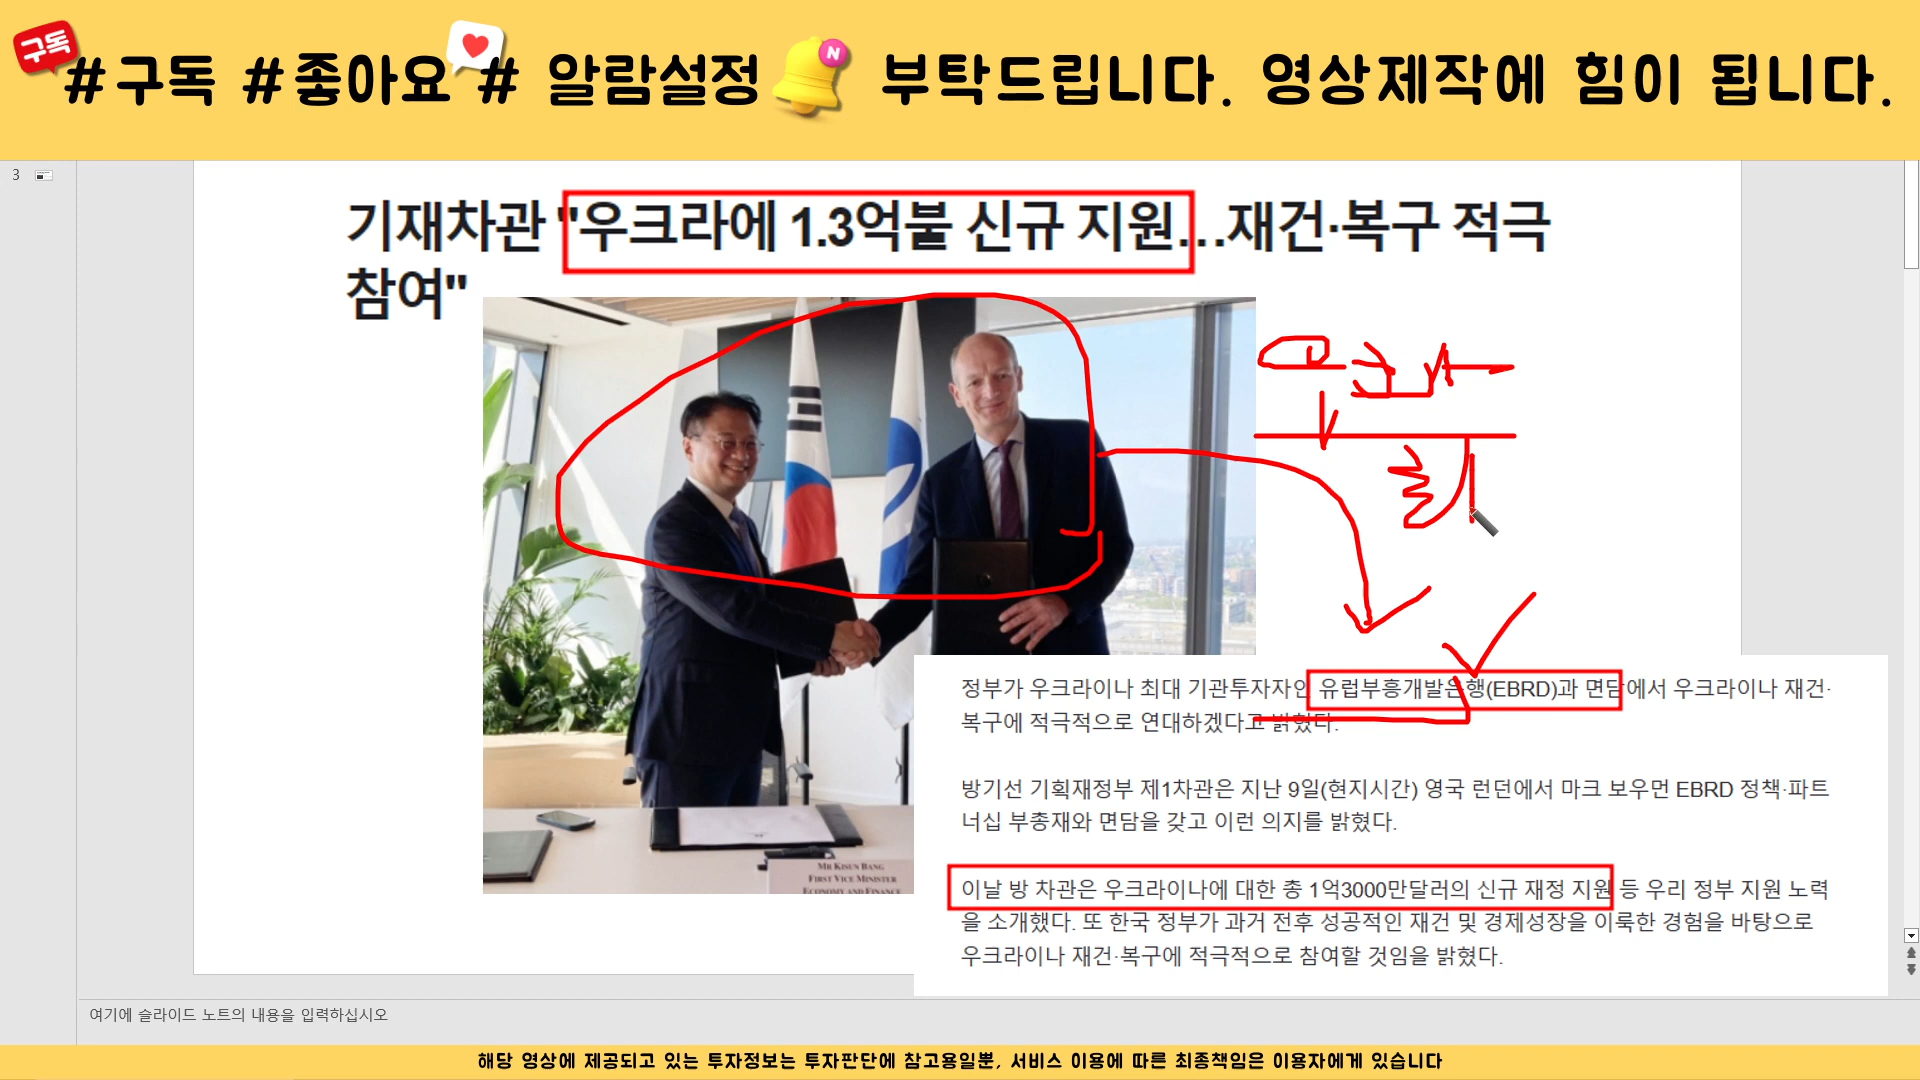 구독
#구독 #좋아요 # 알람설정 부탁드립니다. 영상제작에 힘이 됩니다.
N
3
기재차관 "우크라에 1.3억불 신규 지원...재건·복구 적극
참여"
정부가 우크라이나 최대 기관투자자인 유럽부흥개발은행(EBRD)과 면담에서 우크라이나 재건·
복구에 적극적으로 연대하겠다고 밝혔다.
방기선 기획재정부 제1차관은 지난 9일(현지시간) 영국 런던에서 마크 보우먼 EBRD 정책·파트
너십 부총재와 면담을 갖고 이런 의지를 밝혔다.
MR KISUN BANG
FIRST VICE MINISTER
ECONOMY AND FINANCE
이날 방 차관은 우크라이나에 대한 총 1억3000만달러의 신규 재정 지원 등 우리 정부 지원 노력
을 소개했다. 또 한국 정부가 과거 전후 성공적인 재건 및 경제성장을 이룩한 경험을 바탕으로
우크라이나 재건·복구에 적극적으로 참여할 것임을 밝혔다.
여기에 슬라이드 노트의 내용을 입력하십시오
해당 영상에 제공되고 있는 투자정보는 투자판단에 참고용일뿐, 서비스 이용에 따른 최종책임은 이용자에게 있습니다